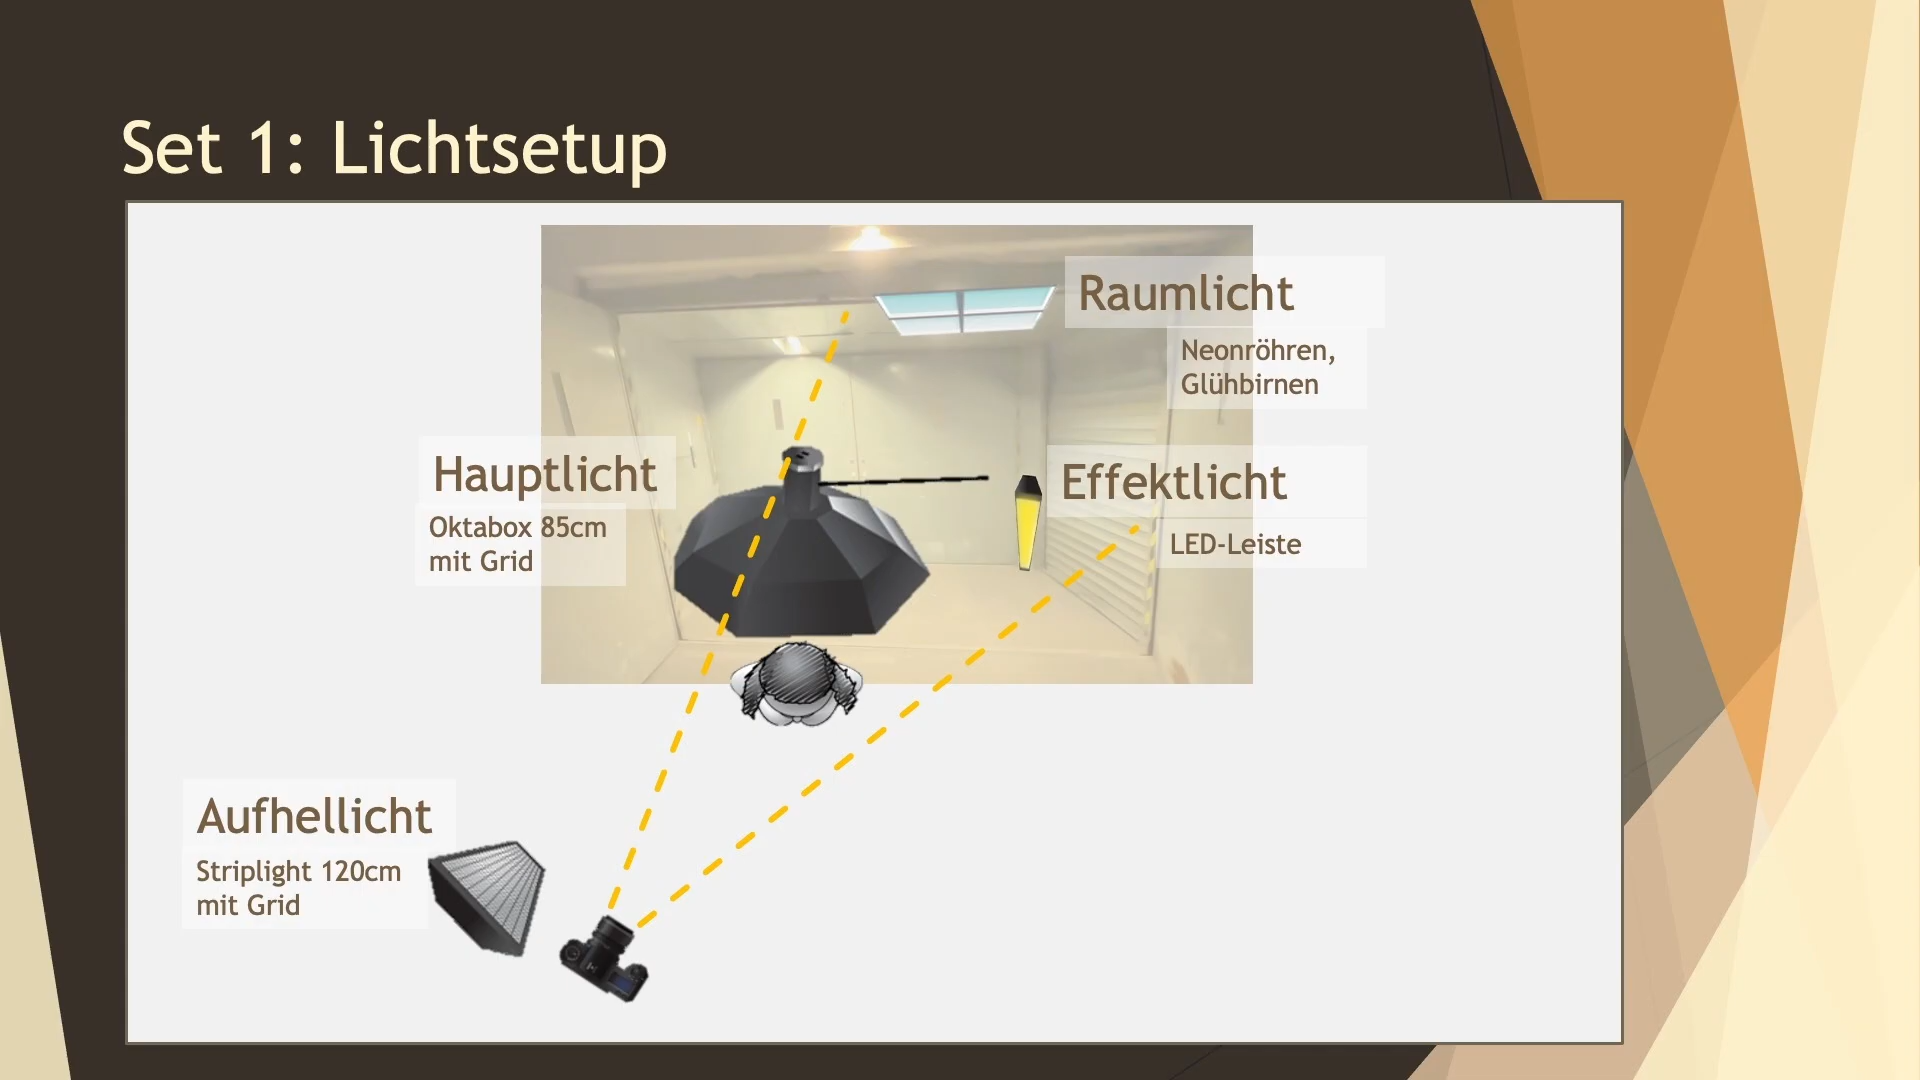 Set 1: Lichtsetup
Raumlicht
Neonröhren,
Glühbirnen
Hauptlicht
Oktabox 85cm
mit Grid
Effektlicht
LED-Leiste
Aufhellicht
Striplight 120cm
mit Grid